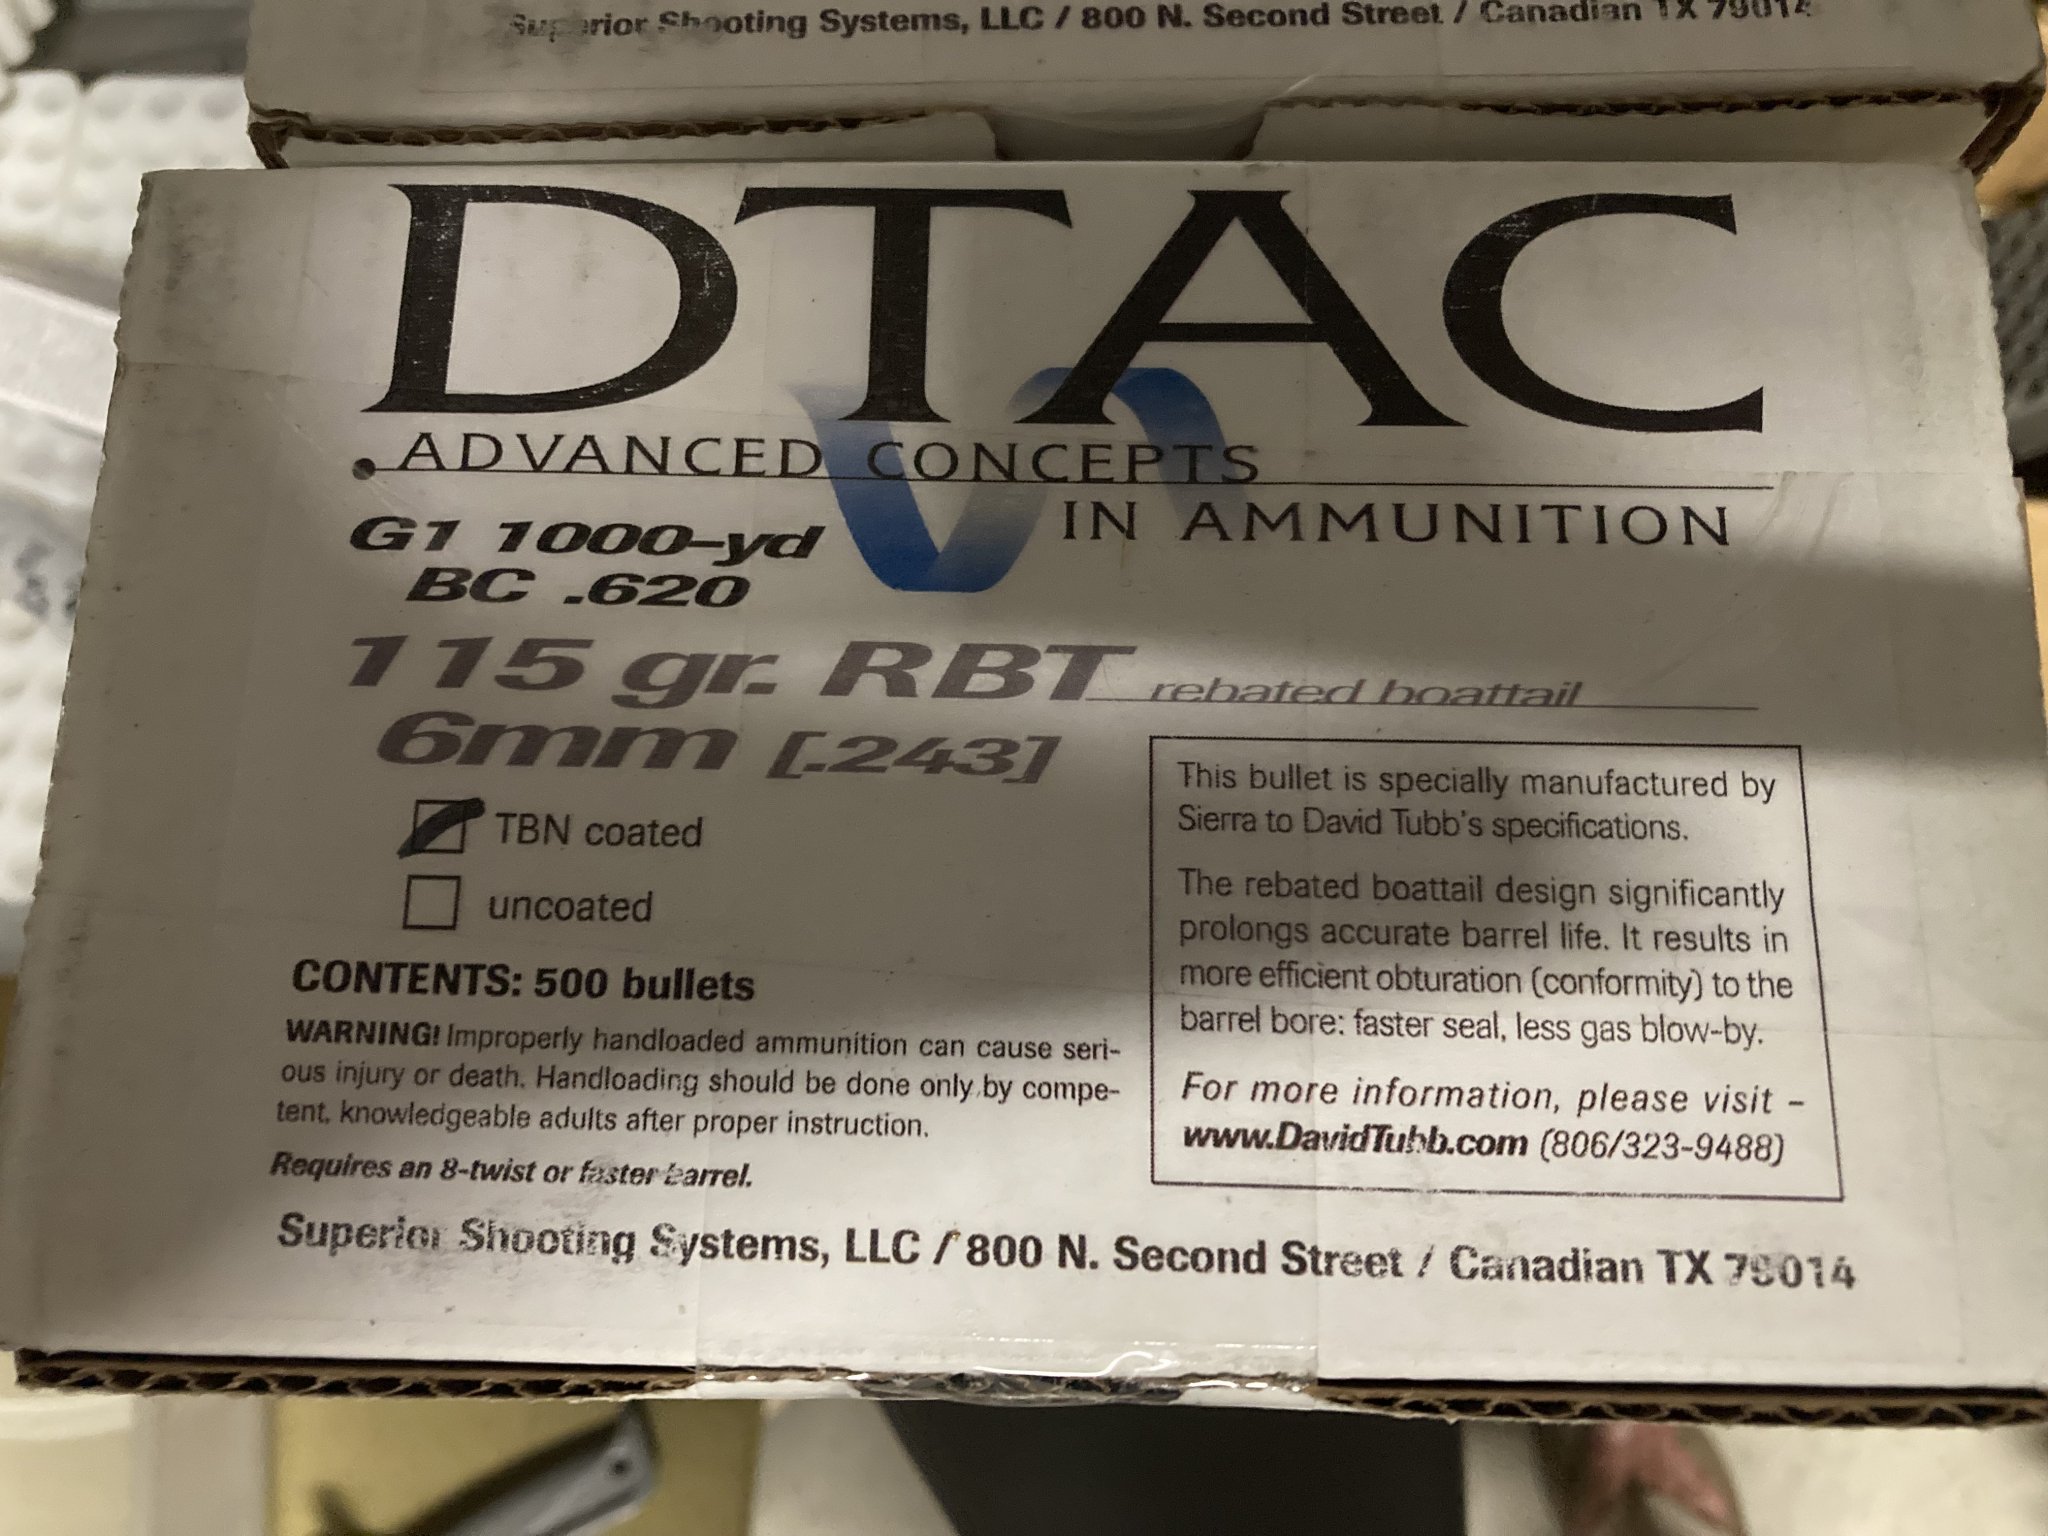 Superior Shooting Systems, LLC / 800 N. Second Street / Canadian TX 79014
DTAC
ADVANCED CONCEPTS
IN AMMUNITION
G1 1000-yd
BC .620
115 gr. RBT rebated boattail
6mm [.243]
TBN coated
uncoated
CONTENTS: 500 bullets
WARNING! Improperly handloaded ammunition can cause seri-
ous injury or death. Handloading should be done only by compe-
tent, knowledgeable adults after proper instruction.
Requires an 8-twist or faster barrel.
This bullet is specially manufactured by
Sierra to David Tubb's specifications.
The rebated boattail design significantly
prolongs accurate barrel life. It results in
more efficient obturation (conformity) to the
barrel bore: faster seal, less gas blow-by.
For more information, please visit –
www.DavidTubb.com (806/323-9488)
Superior Shooting Systems, LLC / 800 N. Second Street / Canadian TX 79014